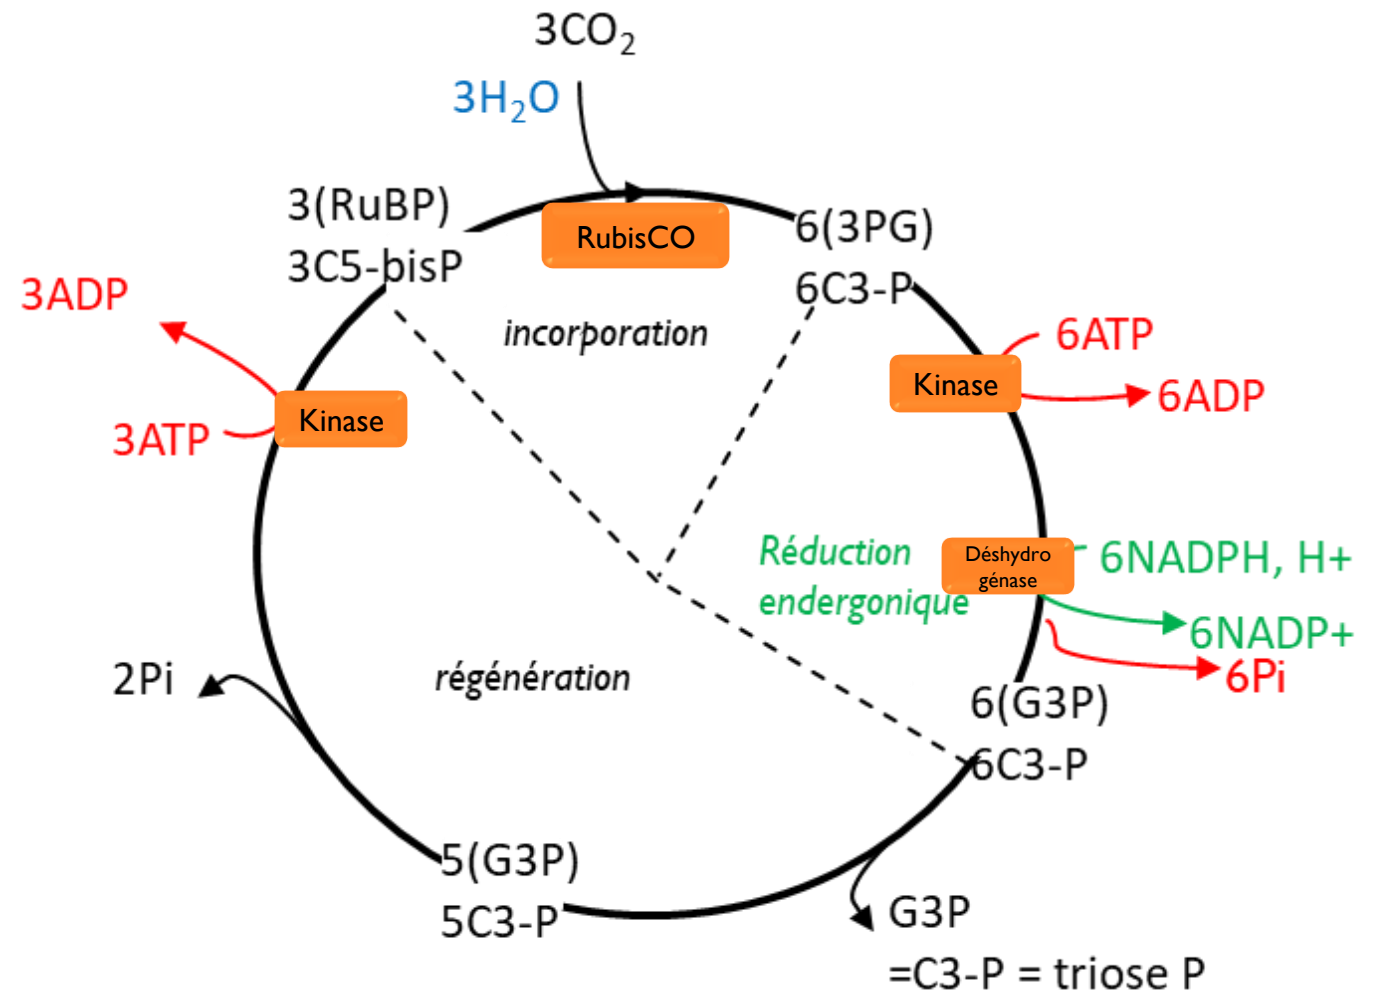 3CO₂
3H₂O
3(RuBP)
3C5-bisP
RubisCO
6(3PG)
6C3-P
incorporation
3ADP
Kinase
3ATP
Kinase
6ATP
6ADP
Réduction
endergonique
Déshydro
génase
6NADPH, H+
6NADP+
6Pi
régénération
2Pi
6(G3P)
6C3-P
5(G3P)
5C3-P
G3P
=C3-P = triose P